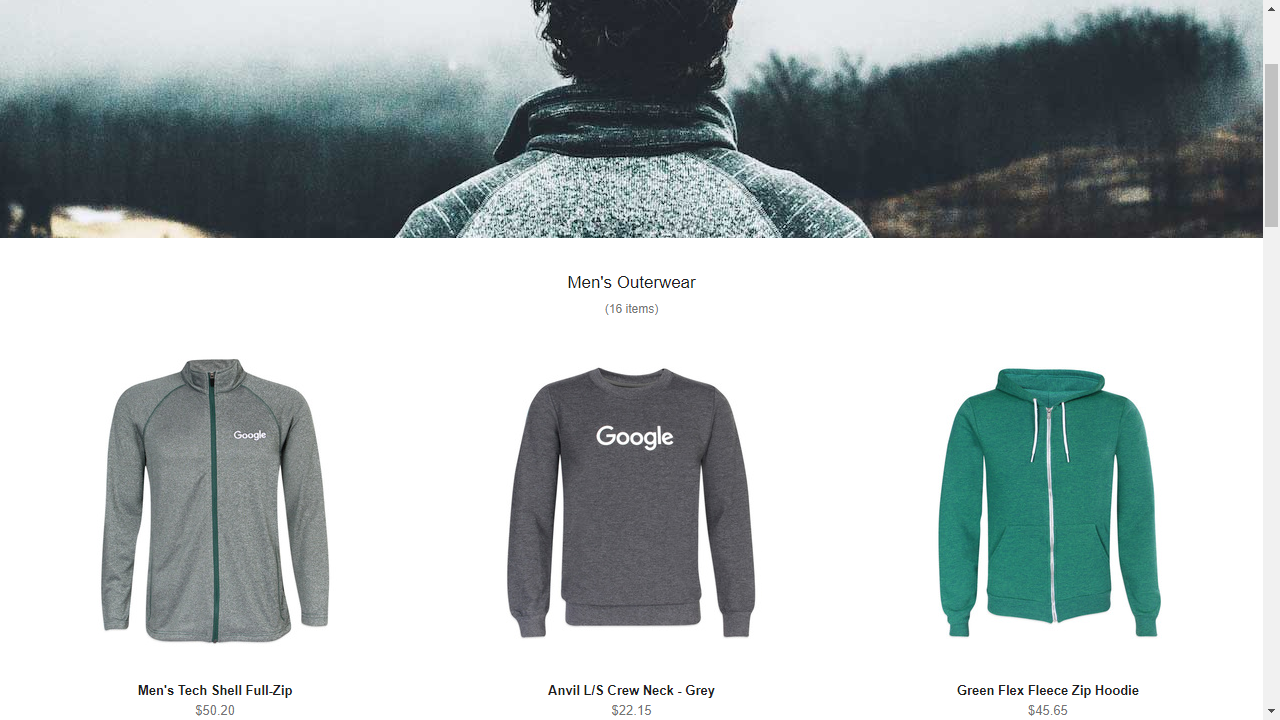 Men's Outerwear
(16 items)
Google
Google
Men's Tech Shell Full-Zip
$50.20
Anvil L/S Crew Neck - Grey
$22.15
Green Flex Fleece Zip Hoodie
$45.65